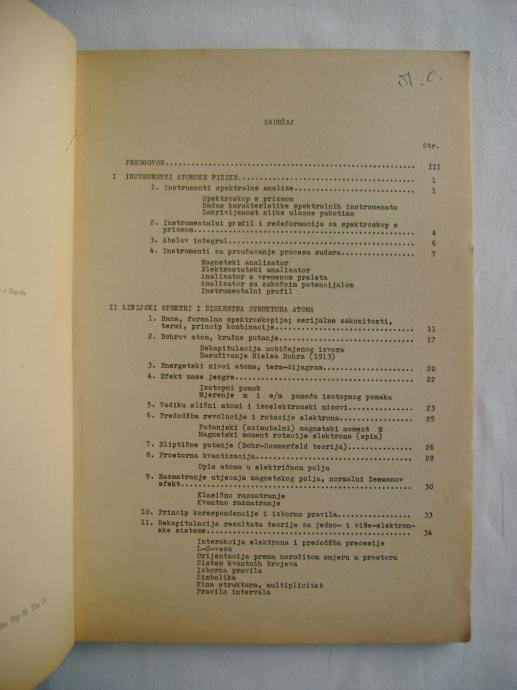 M. C.
SADRŽAJ
Str.
PREDGOVOR................................................ III
I INSTRUMENTI ATOMSKE FIZIKE.............................. 1
1. Instrumenti spektralne analize......................... 1
Spektroskop s prizmom
Radne karakteristike spektralnih instrumenata
Zakrivljenost slike ulazne pukotine
2. Instrumentalni profil i redeformacija za spektroskop s
prizmom................................................... 4
3. Abelov integral........................................ 6
4. Instrumenti za proučavanje procesa sudara.............. 7
Magnetski analizator
Elektrostatski analizator
Analizator s vremenom preleta
Analizator sa zakočnim potencijalom
Instrumentalni profil
II LINIJSKI SPEKTRI I DISKRETNA STRUKTURA ATOMA
1. Rana, formalna spektroskopija; serijalne zakonitosti,
termi, princip kombinacije................................ 11
2. Bohrov atom, kružne putanje............................ 17
Rekapitulacija uobičajenog izvora
Rasuđivanje Nielsa Bohra (1913)
3. Energetski nivoi atoma, term-dijagram.................. 20
4. Efekt mase jezgre...................................... 22
Izotopni pomak
Mjerenje m i e/m pomoću izotopnog pomaka
5. Vodiku slični atomi i izoelektronski nizovi............ 23
6. Predodžba revolucije i rotacije elektrona.............. 25
Putanjski (azimutalni) magnetski moment M
Magnetski moment rotacije elektrona (spin)
7. Eliptične putanje (Bohr-Sommerfeld teorija)............ 26
8. Prostorna kvantizacija................................. 28
Opis atoma u električnom polju
9. Razmatranje utjecaja magnetskog polja, normalni Zeemanov
efekt..................................................... 30
Klasično razmatranje
Kvantno razmatranje
10. Princip korespondencije i izborna pravila............. 33
11. Rekapitulacija rezultata teorije za jedno- i više-elektron-
ske sisteme............................................... 34
Interakcija elektrona i predodžba precesije
L-S-veza
Orijentacija prema naročitom smjeru u prostoru
Sistem kvantnih brojeva
Izborna pravila
Simbolika
Fina struktura, multiplicitet
Pravilo intervala